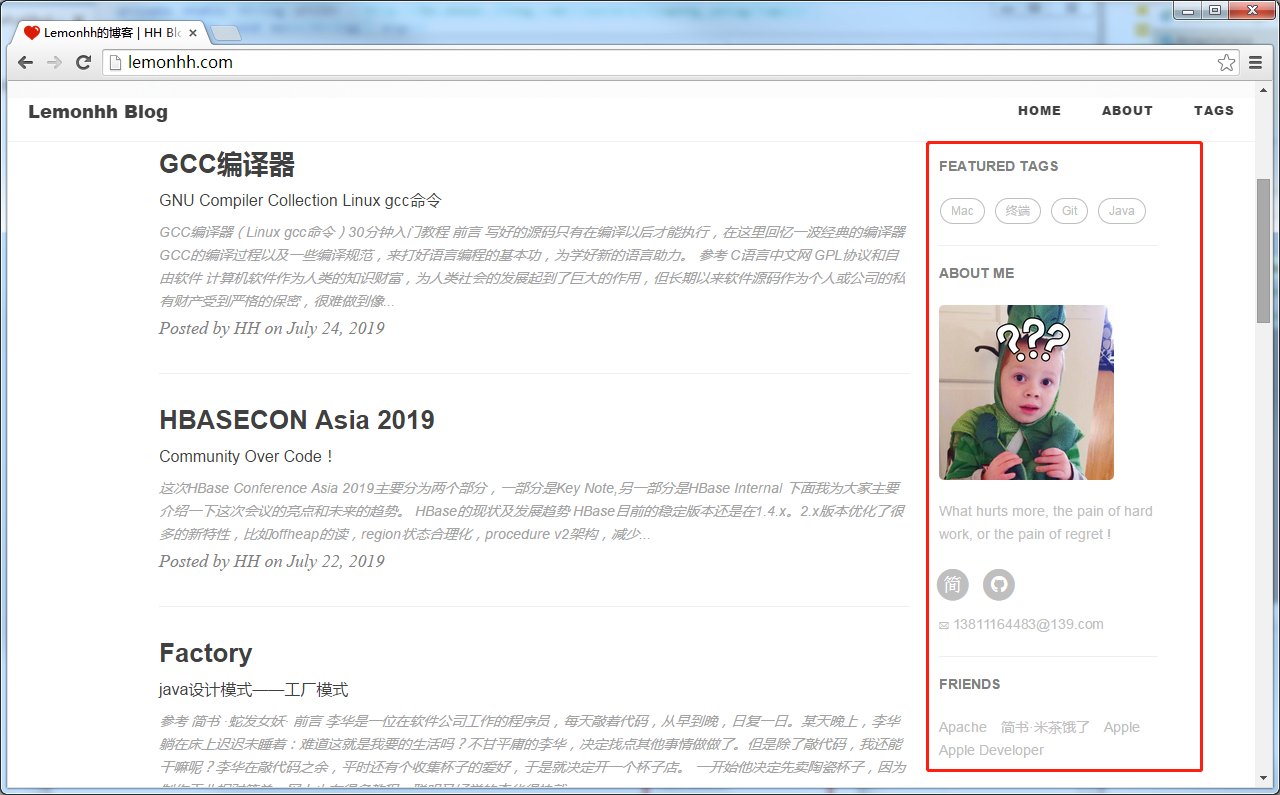 Lemonhh的博客 | HH Blo
lemonhh.com
Lemonhh Blog
HOME
ABOUT
TAGS
GCC编译器
GNU Compiler Collection Linux gcc命令
GCC编译器（Linux gcc命令）30分钟入门教程 前言 写好的源码只有在编译以后才能执行，在这里回忆一波经典的编译器
GCC的编译过程以及一些编译规范，来打好语言编程的基本功，为学好新的语言助力。 参考 C语言中文网 GPL协议和自
由软件 计算机软件作为人类的知识财富，为人类社会的发展起到了巨大的作用，但长期以来软件源码作为个人或公司的私
有财产受到严格的保密，很难做到像...
Posted by HH on July 24, 2019
HBASECON Asia 2019
Community Over Code！
这次HBase Conference Asia 2019主要分为两个部分，一部分是Key Note,另一部分是HBase Internal 下面我为大家主要
介绍一下这次会议的亮点和未来的趋势。 HBase的现状及发展趋势 HBase目前的稳定版本还是在1.4.x。2.x版本优化了很
多的新特性，比如offheap的读，region状态合理化，procedure v2架构，减少...
Posted by HH on July 22, 2019
Factory
java设计模式——工厂模式
参考 简书·蛇发女妖· 前言 李华是一位在软件公司工作的程序员，每天敲着代码，从早到晚，日复一日。某天晚上，李华
躺在床上迟迟未睡着：难道这就是我要的生活吗？不甘平庸的李华，决定找点其他事情做做了。但是除了敲代码，我还能
干嘛呢？李华在敲代码之余，平时还有个收集杯子的爱好，于是就决定开一个杯子店。 一开始他决定先卖陶瓷杯子，因为
FEATURED TAGS
Mac
终端
Git
Java
ABOUT ME
???
What hurts more, the pain of hard
work, or the pain of regret！
简
13811164483@139.com
FRIENDS
Apache 简书·米茶饿了 Apple
Apple Developer